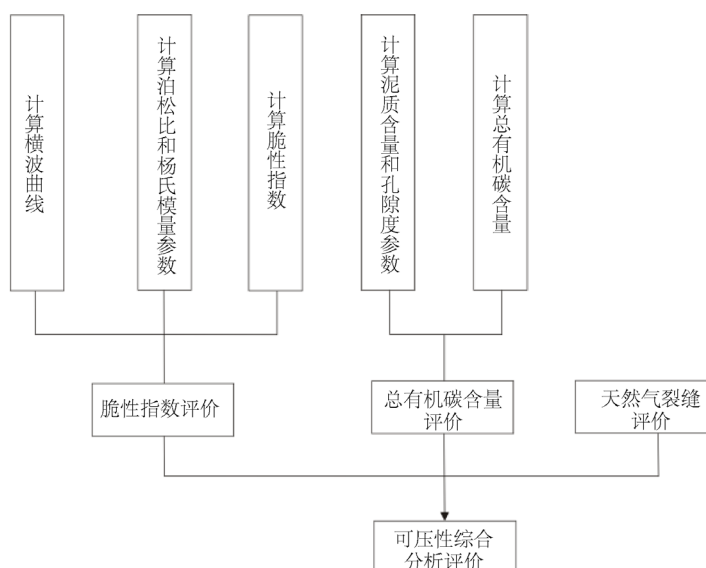 计算横波曲线
计算泊松比和杨氏模量参数
计算脆性指数
计算泥质含量和孔隙度参数
计算总有机碳含量
脆性指数评价
总有机碳含量
评价
天然气裂缝
评价
可压性综合
分析评价